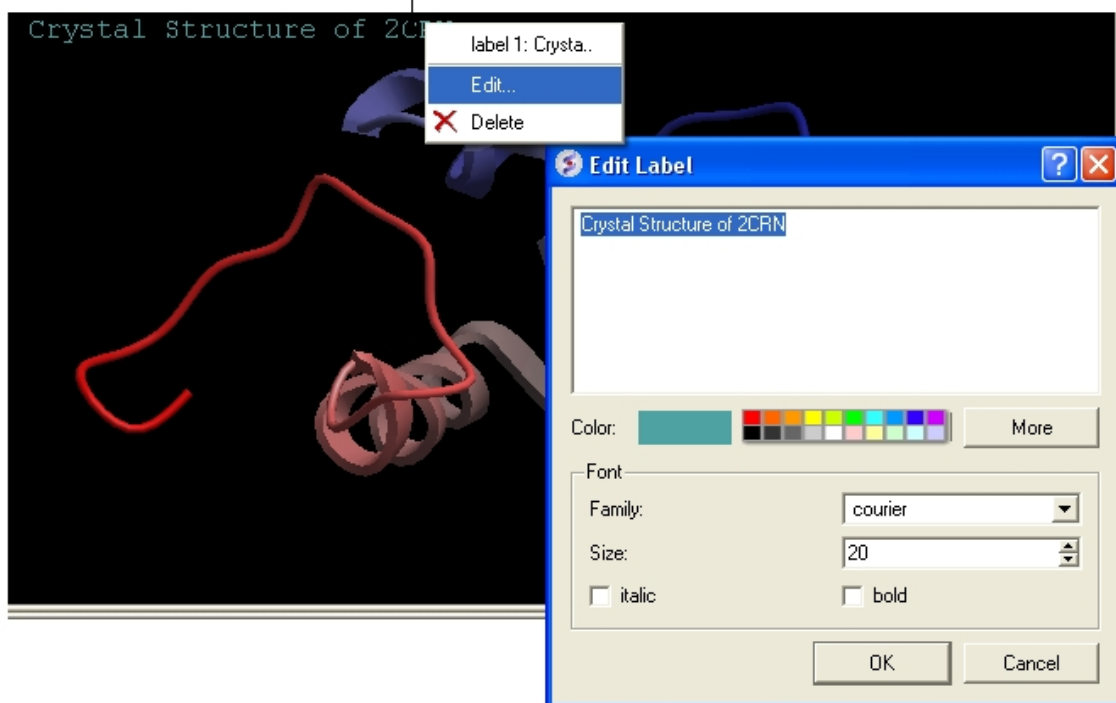 Crystal Structure of 2CRN
label 1: Crysta..
Edit...
Delete
Edit Label
Crystal Structure of 2CRN
Color:
More
Font
Family:
courier
Size:
20
italic
bold
OK
Cancel